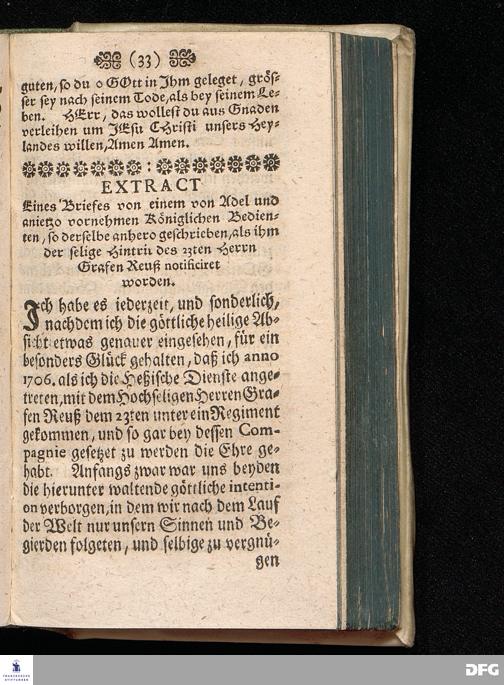 (33)
guten, so du o GOtt in Ihm geleget, grös-
ser sey nach seinem Tode, als bey seinem Le-
ben. HErr, das wollest du aus Gnaden
verleihen um JEsu CHristi unsers Hey-
landes willen, Amen Amen.
EXTRACT
Eines Briefes von einem von Adel und
anietzo vornehmen Königlichen Bedien-
ten, so derselbe anhero geschrieben, als ihm
der selige Hintrit des 23ten Herrn
Grafen Reuß notificiret
worden.
Ich habe es iederzeit, und sonderlich,
nachdem ich die göttliche heilige Ab-
sicht etwas genauer eingesehen, für ein
besonders Glück gehalten, daß ich anno
1706. als ich die Heßische Dienste ange-
treten, mit dem Hochseligen Herren Gra-
fen Reuß dem 23ten unter ein Regiment
gekommen, und so gar bey dessen Com-
pagnie gesetzet zu werden die Ehre ge-
habt. Anfangs zwar war uns beyden
die hierunter waltende göttliche intenti-
on verborgen, in dem wir nach dem Lauf
der Welt nur unsern Sinnen und Be-
gierden folgeten, und selbige zu vergnü-
gen
FRANCKESCHE
STIFTUNGEN
DFG